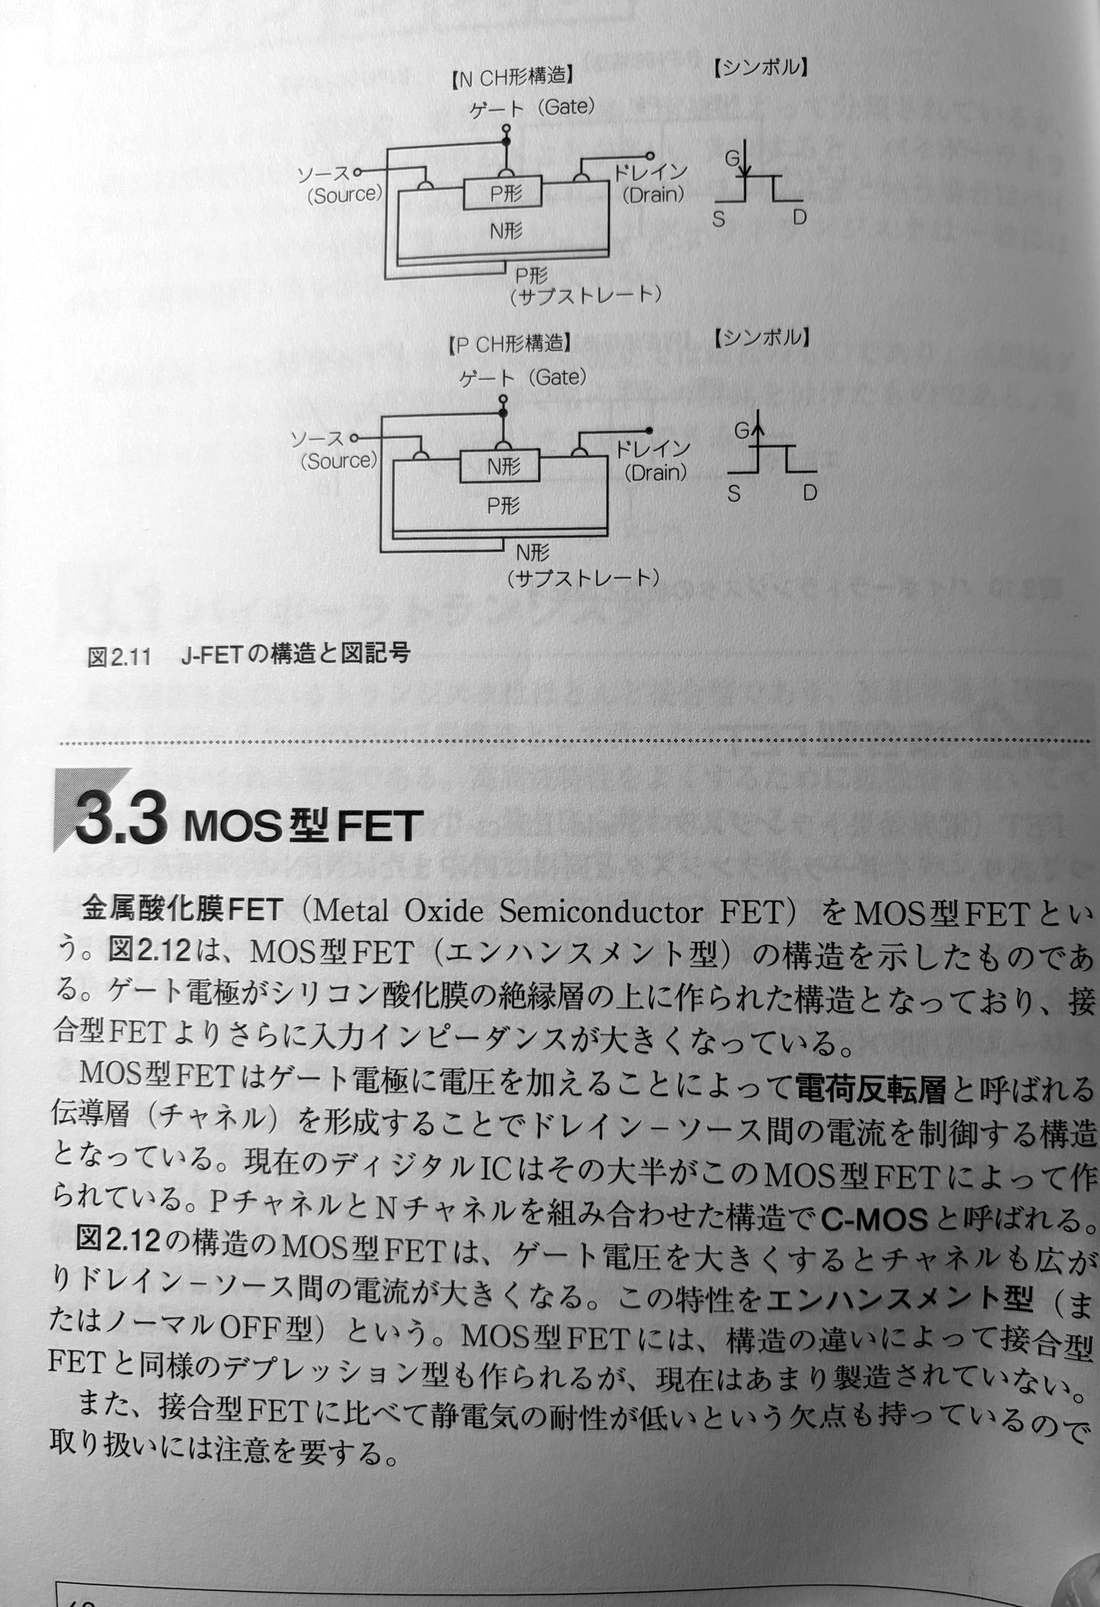 【N CH形構造】 【シンボル】
ゲート（Gate）
ソース
（Source）
ドレイン
（Drain）
P形
N形
P形
（サブストレート）
G
S D
【P CH形構造】 【シンボル】
ゲート（Gate）
ソース
（Source）
ドレイン
（Drain）
N形
P形
N形
（サブストレート）
G
S D
図2.11 J-FETの構造と図記号
3.3 MOS型FET
金属酸化膜FET（Metal Oxide Semiconductor FET）をMOS型FETとい
う。図2.12は、MOS型FET（エンハンスメント型）の構造を示したものであ
る。ゲート電極がシリコン酸化膜の絶縁層の上に作られた構造となっており、接
合型FETよりさらに入力インピーダンスが大きくなっている。
MOS型FETはゲート電極に電圧を加えることによって電荷反転層と呼ばれる
伝導層（チャネル）を形成することでドレイン－ソース間の電流を制御する構造
となっている。現在のディジタルICはその大半がこのMOS型FETによって作
られている。PチャネルとNチャネルを組み合わせた構造でC-MOSと呼ばれる。
図2.12の構造のMOS型FETは、ゲート電圧を大きくするとチャネルも広が
りドレイン－ソース間の電流が大きくなる。この特性をエンハンスメント型（ま
たはノーマルOFF型）という。MOS型FETには、構造の違いによって接合型
FETと同様のデプレッション型も作られるが、現在はあまり製造されていない。
また、接合型FETに比べて静電気の耐性が低いという欠点も持っているので
取り扱いには注意を要する。